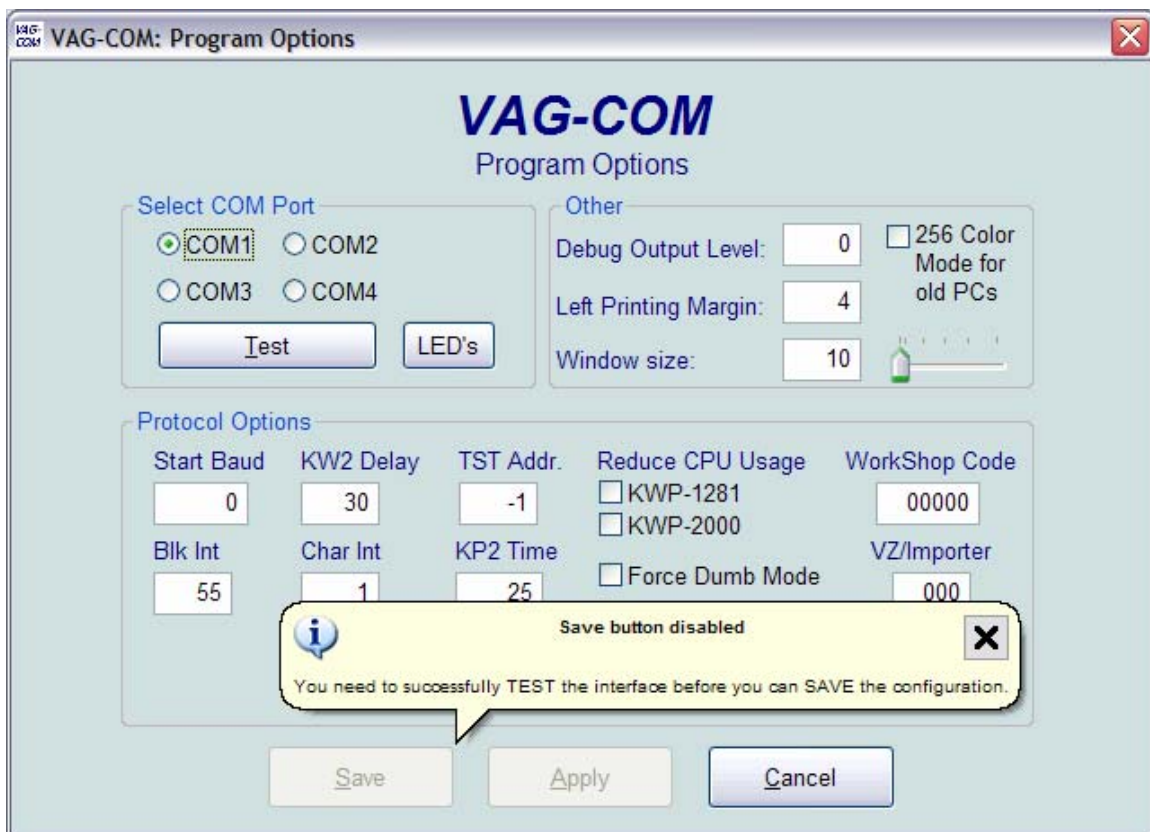 VAG-COM VAG-COM: Program Options
VAG-COM
Program Options
Select COM Port
COM1 COM2
COM3 COM4
Test LED's
Other
Debug Output Level: 0
Left Printing Margin: 4
Window size: 10
256 Color
Mode for
old PCs
Protocol Options
Start Baud KW2 Delay TST Addr. Reduce CPU Usage WorkShop Code
0 30 -1 KWP-1281 00000
KWP-2000
Blk Int Char Int KP2 Time VZ/Importer
55 1 25 Force Dumb Mode 000
Save button disabled
You need to successfully TEST the interface before you can SAVE the configuration.
Save Apply Cancel